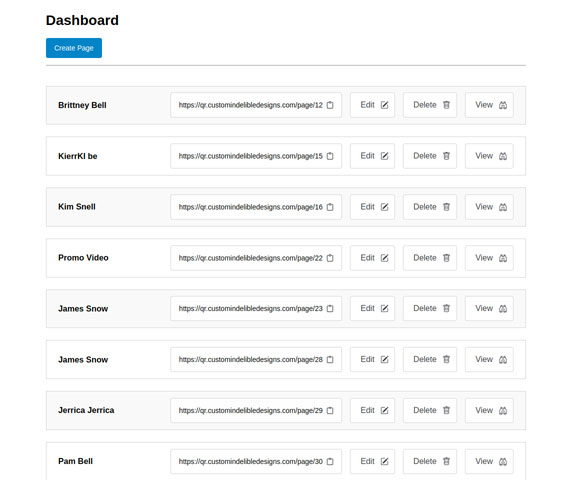 Dashboard
Create Page
Brittney Bell https://qr.customindelibledesigns.com/page/12 Edit Delete View
KierrKI be https://qr.customindelibledesigns.com/page/15 Edit Delete View
Kim Snell https://qr.customindelibledesigns.com/page/16 Edit Delete View
Promo Video https://qr.customindelibledesigns.com/page/22 Edit Delete View
James Snow https://qr.customindelibledesigns.com/page/23 Edit Delete View
James Snow https://qr.customindelibledesigns.com/page/28 Edit Delete View
Jerrica Jerrica https://qr.customindelibledesigns.com/page/29 Edit Delete View
Pam Bell https://qr.customindelibledesigns.com/page/30 Edit Delete View